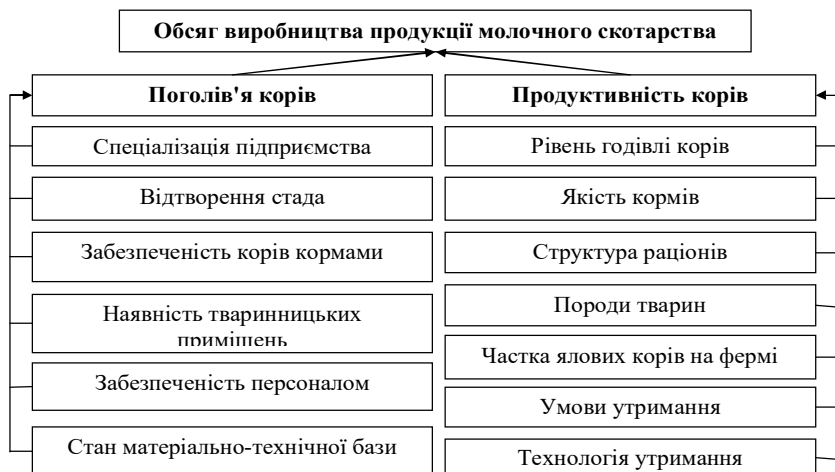 Обсяг виробництва продукції молочного скотарства
Поголів'я корів
Спеціалізація підприємства
Відтворення стада
Забезпеченість корів кормами
Наявність тваринницьких
приміщень
Забезпеченість персоналом
Стан матеріально-технічної бази
Продуктивність корів
Рівень годівлі корів
Якість кормів
Структура раціонів
Породи тварин
Частка ялових корів на фермі
Умови утримання
Технологія утримання